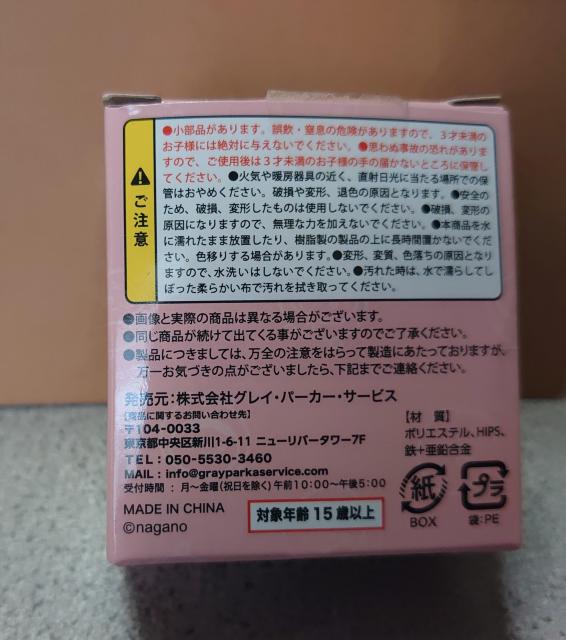 ご注意
●小部品があります。誤飲・窒息の危険がありますので、3才未満の
お子様には絶対に与えないでください。●思わぬ事故の恐れがありま
すので、ご使用後は3才未満のお子様の手の届かないところに保管し
てください。●火気や暖房器具の近く、直射日光に当たる場所での保
管はおやめください。破損や変形、退色の原因となります。●安全の
ため、破損、変形したものは使用しないでください。●破損、変形の
原因になりますので、無理な力を加えないでください。●本商品を水
に濡れたまま放置したり、樹脂製の製品の上に長時間置かないでくだ
さい。色移りする場合があります。●変形、変質、色落ちの原因となり
ますので、水洗いはしないでください。●汚れた時は、水で濡らしてし
ぼった柔らかい布で汚れを拭き取ってください。
●画像と実際の商品は異なる場合がございます。
●同じ商品が続けて出てくる事がございますのでご了承ください。
●製品につきましては、万全の注意をはらって製造にあたっておりますが、
万一お気づきの点がございましたら、下記までご連絡ください。
発売元:株式会社グレイ・パーカー・サービス
【商品に関するお問い合わせ先】
〒104-0033
東京都中央区新川1-6-11 ニューリバータワー7F
TEL:050-5530-3460
MAIL:info@grayparkaservice.com
受付時間:月〜金曜(祝日を除く)午前10:00〜午後5:00
MADE IN CHINA
©nagano
対象年齢15歳以上
【材 質】
ポリエステル、HIPS、
鉄+亜鉛合金
紙
BOX
プラ
袋:PE